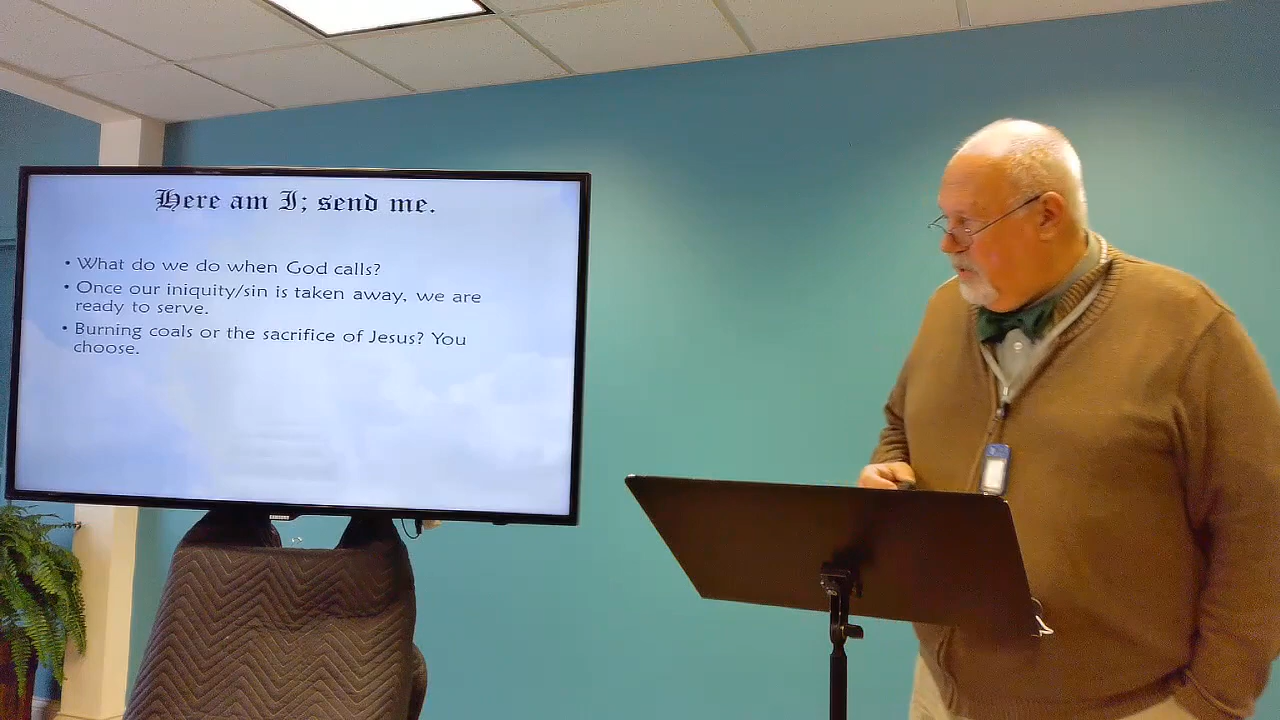 Here am I; send me.
• What do we do when God calls?
• Once our iniquity/sin is taken away, we are
ready to serve.
• Burning coals or the sacrifice of Jesus? You
choose.